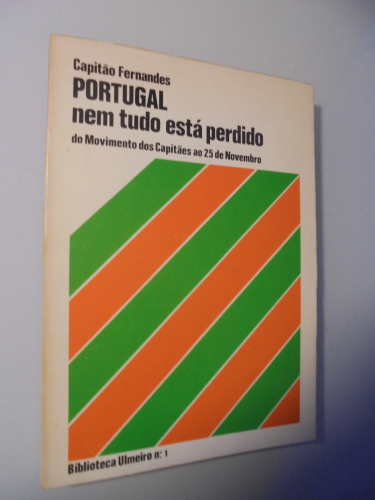 Capitão Fernandes
PORTUGAL
nem tudo está perdido
do Movimento dos Capitães ao 25 de Novembro
Biblioteca Ulmeiro n.º 1